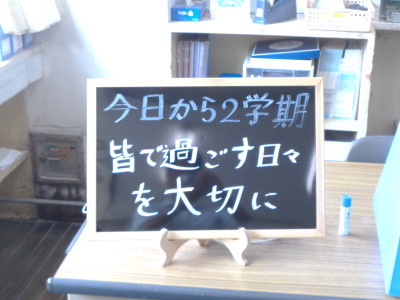 今日から2学期
皆で過ごす日々
を大切に